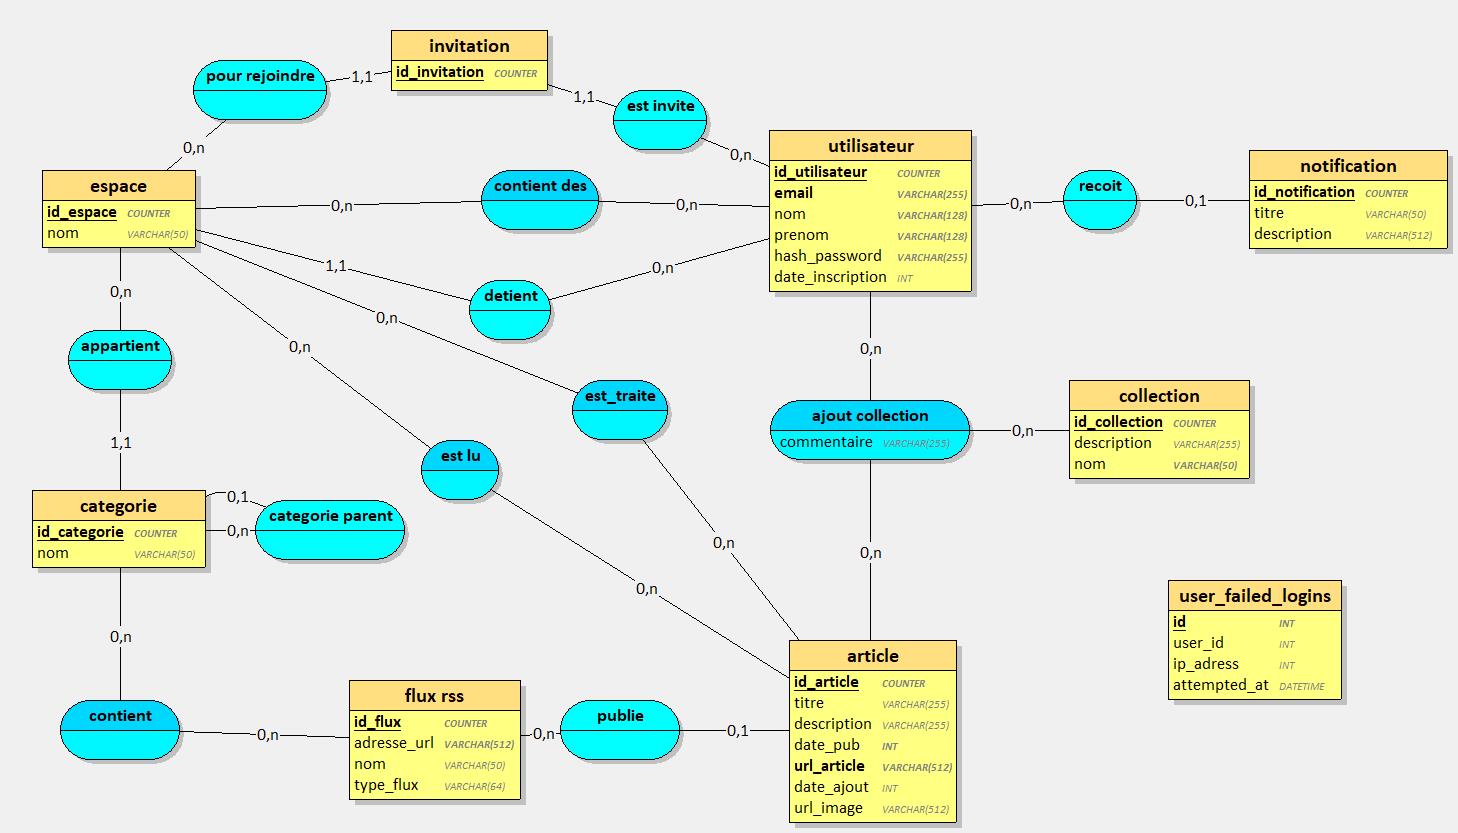 invitation
id_invitation COUNTER
pour rejoindre
1,1
1,1
est invite
0,n
0,n
utilisateur
id_utilisateur COUNTER
email VARCHAR(255)
nom VARCHAR(128)
prenom VARCHAR(128)
hash_password VARCHAR(255)
date_inscription INT
recoit
0,n
0,1
notification
id_notification COUNTER
titre VARCHAR(50)
description VARCHAR(512)
espace
id_espace COUNTER
nom VARCHAR(50)
contient des
0,n
0,n
1,1
detient
0,n
0,n
0,n
0,n
appartient
1,1
est_traite
est lu
0,n
ajout collection
commentaire VARCHAR(255)
0,n
collection
id_collection COUNTER
description VARCHAR(255)
nom VARCHAR(50)
categorie
id_categorie COUNTER
nom VARCHAR(50)
0,1
0,n
categorie parent
0,n
0,n
0,n
0,n
user_failed_logins
id INT
user_id INT
ip_adress INT
attempted_at DATETIME
contient
0,n
flux rss
id_flux COUNTER
adresse_url VARCHAR(512)
nom VARCHAR(50)
type_flux VARCHAR(64)
0,n
publie
0,1
article
id_article COUNTER
titre VARCHAR(255)
description VARCHAR(255)
date_pub INT
url_article VARCHAR(512)
date_ajout INT
url_image VARCHAR(512)